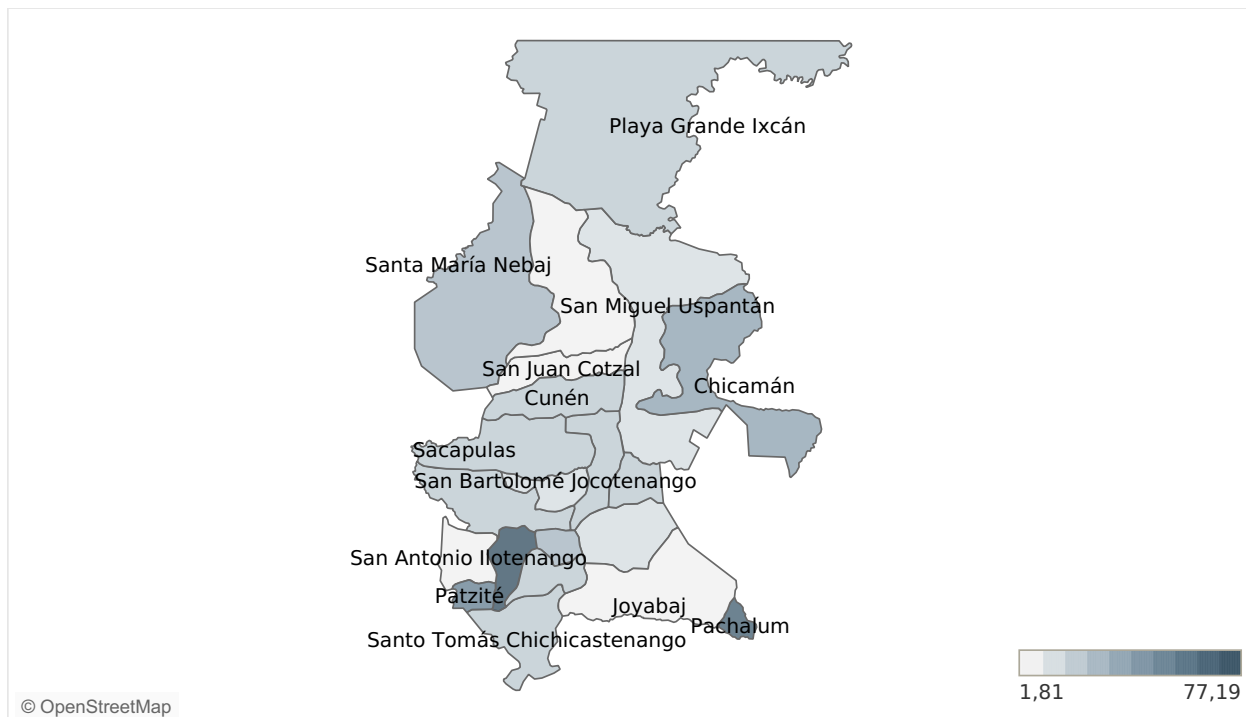 Playa Grande Ixcán
Santa María Nebaj
San Miguel Uspantán
San Juan Cotzal
Chicamán
Cunén
Sacapulas
San Bartolomé Jocotenango
San Antonio Ilotenango
Patzité
Joyabaj
Pachalum
Santo Tomás Chichicastenango
1,81 77,19
© OpenStreetMap